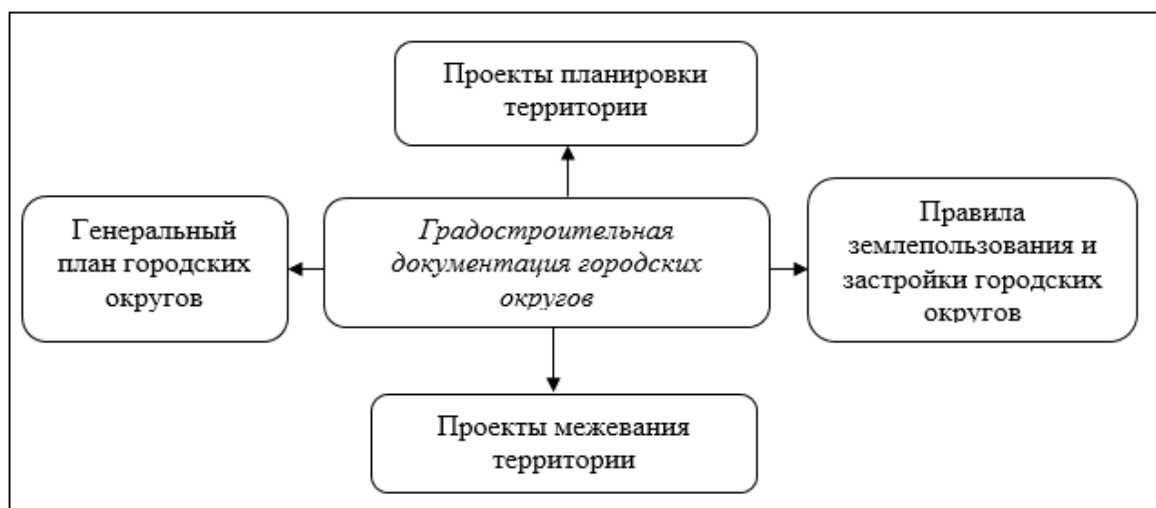 Проекты планировки
территории
Генеральный
план городских
округов
Градостроительная
документация городских
округов
Правила
землепользования и
застройки городских
округов
Проекты межевания
территории